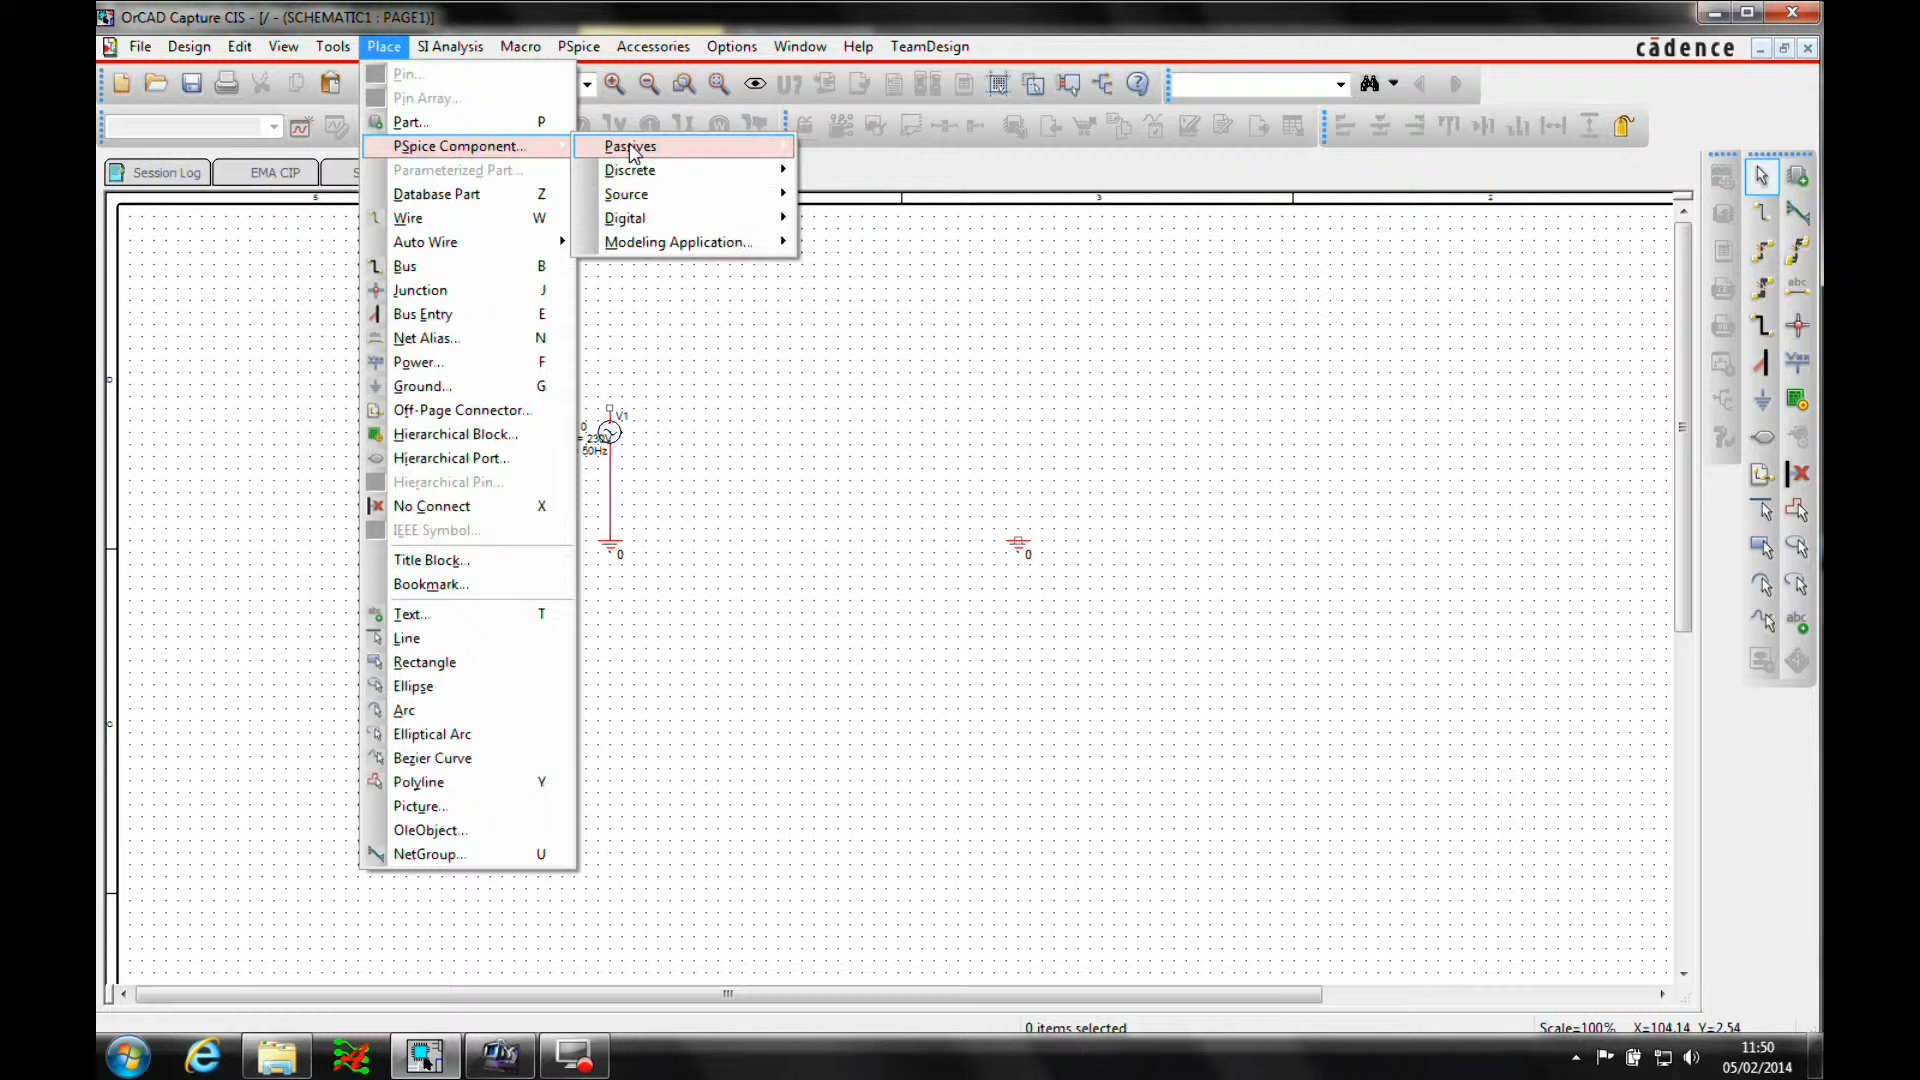 OrCAD Capture CIS - [/ - (SCHEMATIC1 : PAGE1)]
File Design Edit View Tools Place SI Analysis Macro PSpice Accessories Options Window Help TeamDesign
cādence
Pin...
Pin Array...
Part... P
PSpice Component...
Parameterized Part...
Database Part Z
Wire W
Auto Wire
Bus B
Junction J
Bus Entry E
Net Alias... N
Power... F
Ground... G
Off-Page Connector...
Hierarchical Block...
Hierarchical Port...
Hierarchical Pin...
No Connect X
IEEE Symbol...
Title Block...
Bookmark...
Text... T
Line
Rectangle
Ellipse
Arc
Elliptical Arc
Bezier Curve
Polyline Y
Picture...
OleObject...
NetGroup... U
Passives
Discrete
Source
Digital
Modeling Application...
Session Log
EMA CIP
S
5 3 2
V1
0
= 230V
50Hz
0
0
0 items selected
Scale=100% X=104.14 Y=2.54
11:50
05/02/2014